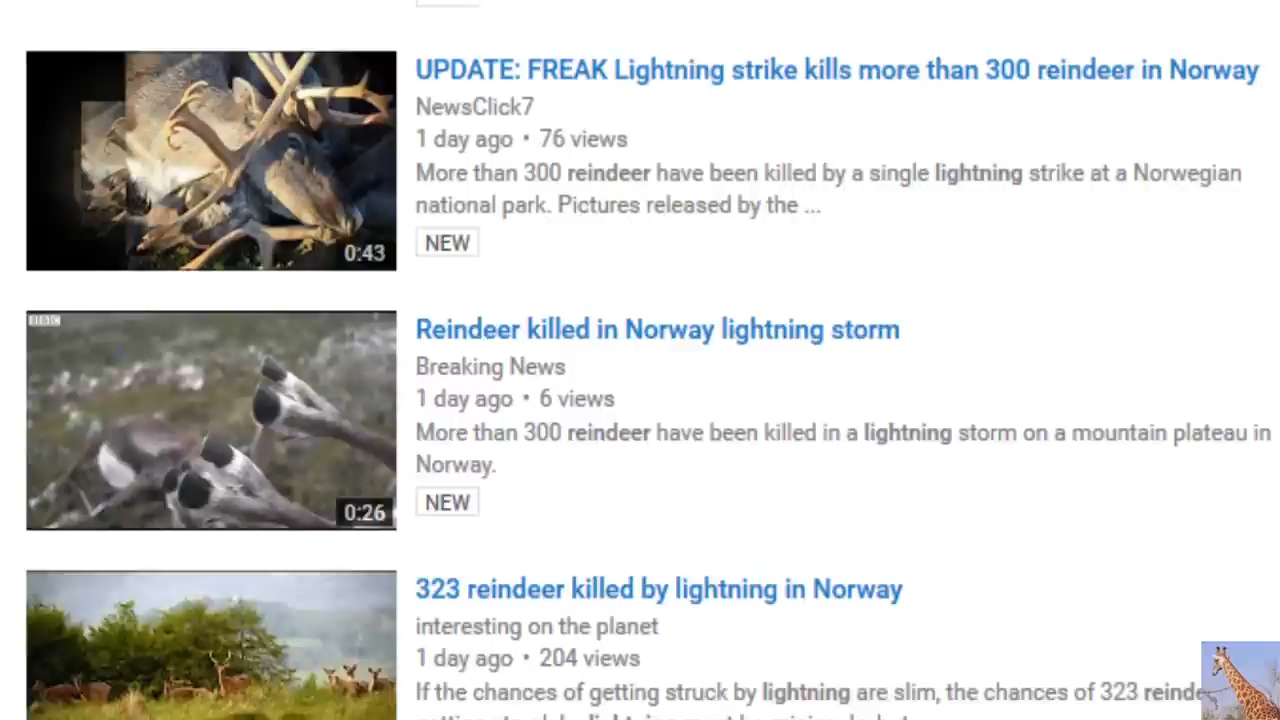 UPDATE: FREAK Lightning strike kills more than 300 reindeer in Norway
NewsClick7
1 day ago • 76 views
More than 300 reindeer have been killed by a single lightning strike at a Norwegian
national park. Pictures released by the ...
NEW
0:43
BBC
Reindeer killed in Norway lightning storm
Breaking News
1 day ago • 6 views
More than 300 reindeer have been killed in a lightning storm on a mountain plateau in
Norway.
NEW
0:26
323 reindeer killed by lightning in Norway
interesting on the planet
1 day ago • 204 views
If the chances of getting struck by lightning are slim, the chances of 323